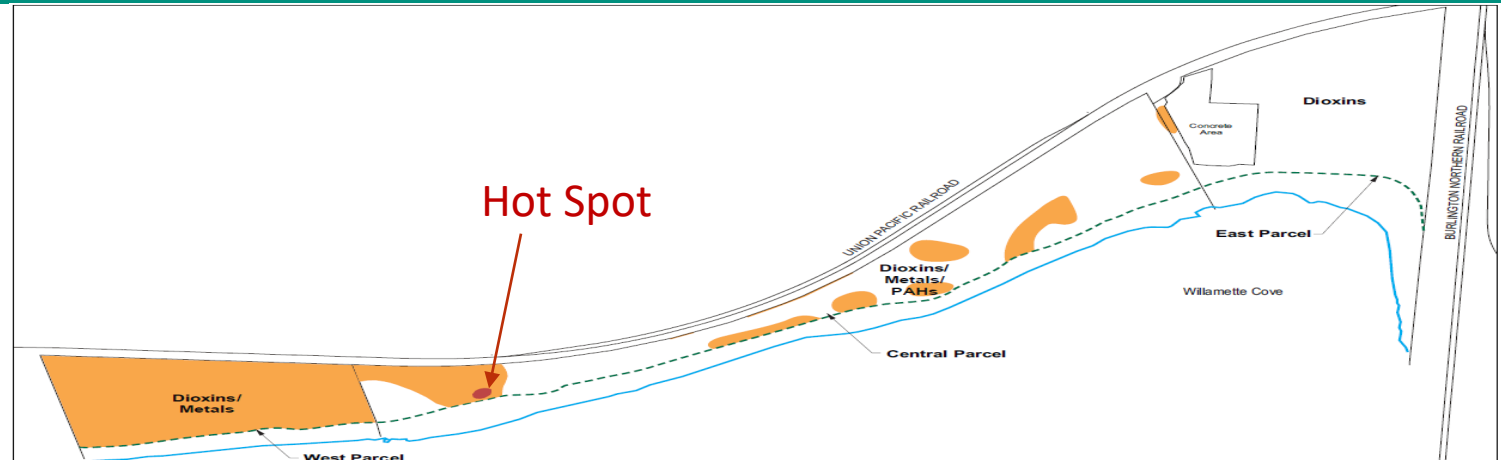 Dioxins
Concrete
Area
BURLINGTON NORTHERN RAILROAD
Hot Spot
UNION PACIFIC RAILROAD
East Parcel
Dioxins/
Metals/
PAHs
Willamette Cove
Central Parcel
Dioxins/
Metals
West Parcel